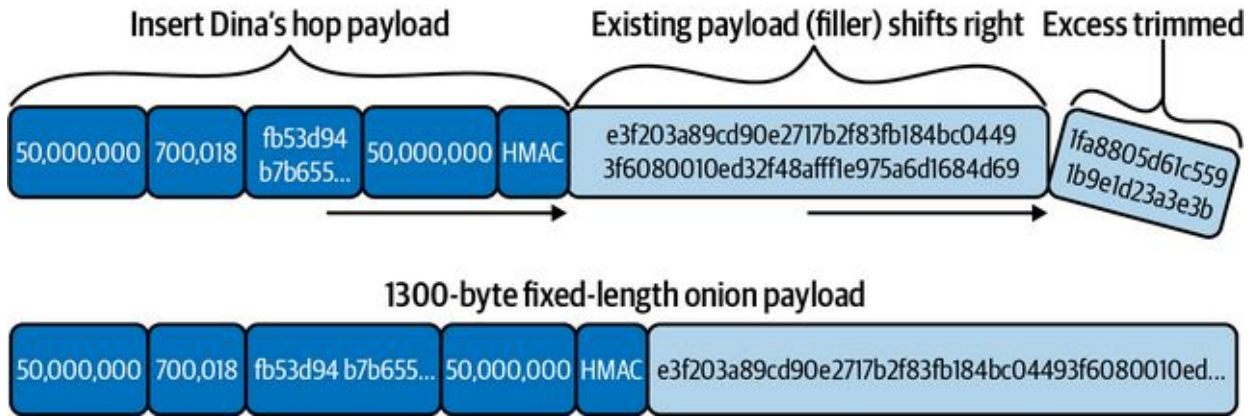 Insert Dina's hop payload
Existing payload (filler) shifts right
Excess trimmed
50,000,000
700,018
fb53d94
b7b655...
50,000,000
HMAC
e3f203a89cd90e2717b2f83fb184bc0449
3f6080010ed32f48afff1e975a6d1684d69
1fa8805d61c559
1b9e1d23a3e3b
1300-byte fixed-length onion payload
50,000,000
700,018
fb53d94 b7b655...
50,000,000
HMAC
e3f203a89cd90e2717b2f83fb184bc04493f6080010ed...